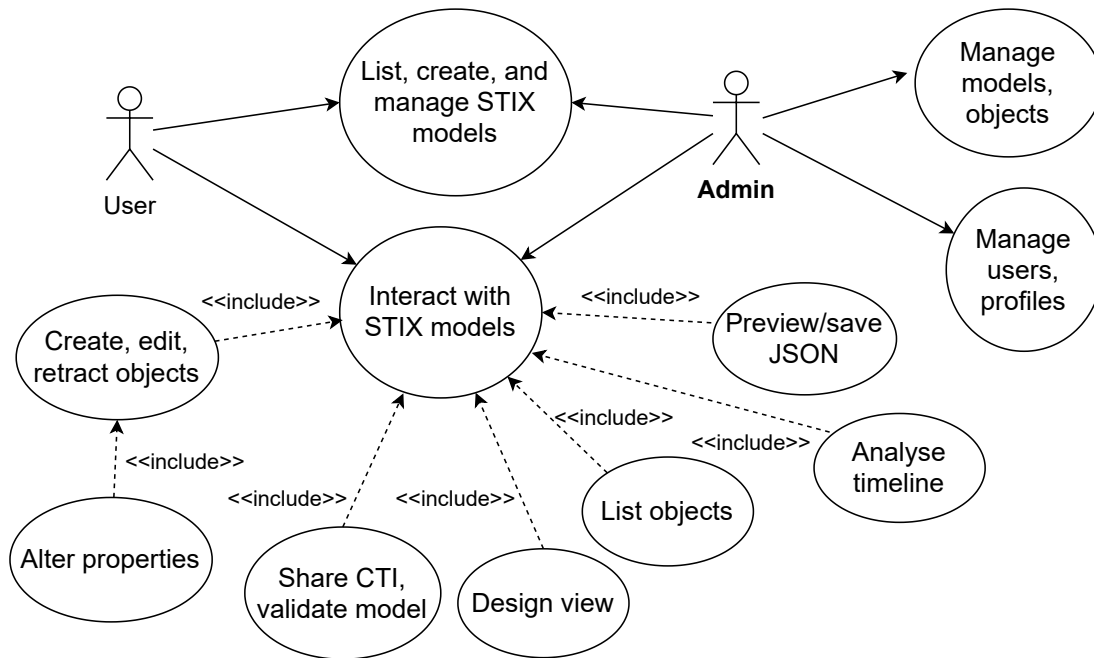 List, create, and
manage STIX
models
Manage
models,
objects
User
Admin
Manage
users,
profiles
Interact with
STIX models
<<include>>
<<include>>
Preview/save
JSON
Create, edit,
retract objects
<<include>>
<<include>>
Analyse
timeline
<<include>>
<<include>>
<<include>>
List objects
Alter properties
Share CTI,
validate model
Design view